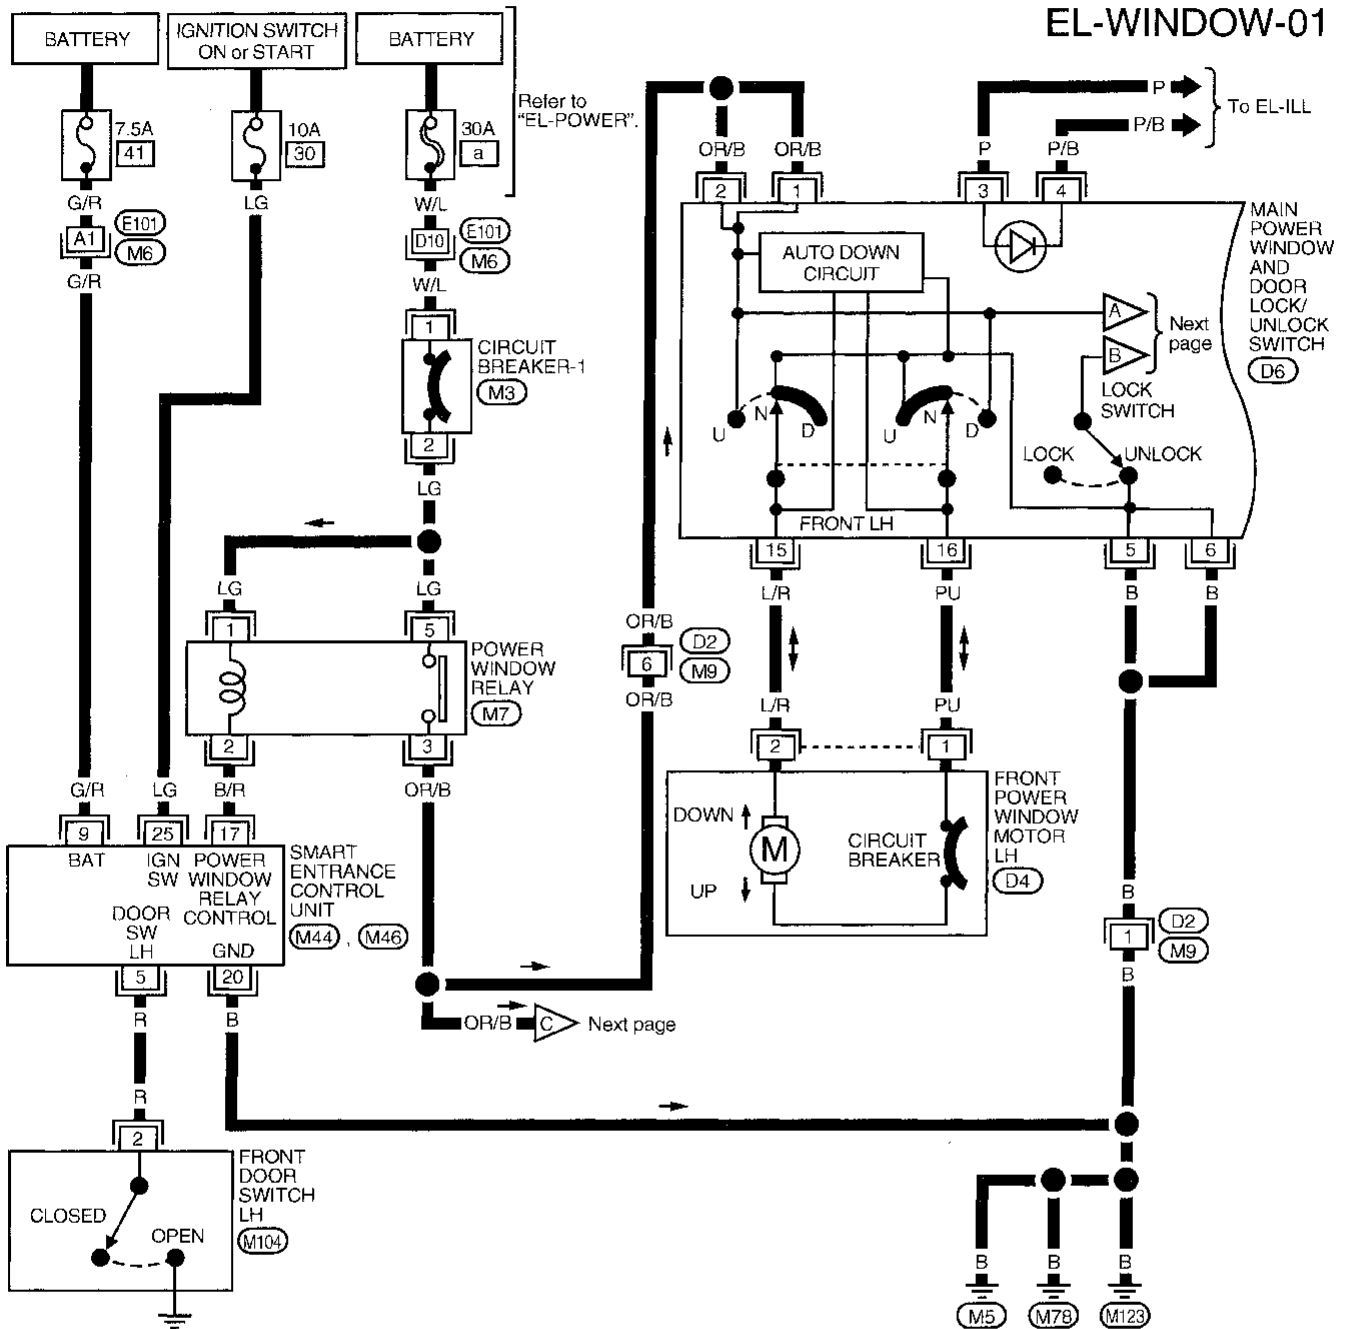 EL-WINDOW-01
BATTERY
IGNITION SWITCH
ON or START
BATTERY
Refer to
"EL-POWER".
7.5A
41
10A
30
30A
a
G/R
LG
W/L
A1
E101
M6
D10
E101
M6
G/R
W/L
1
CIRCUIT
BREAKER-1
M3
2
LG
LG
LG
1
5
POWER
WINDOW
RELAY
M7
2
3
G/R
LG
B/R
OR/B
9
25
17
BAT
IGN
SW
POWER
WINDOW
RELAY
CONTROL
DOOR
SW
LH
GND
SMART
ENTRANCE
CONTROL
UNIT
M44 , M46
5
20
R
B
R
2
FRONT
DOOR
SWITCH
LH
M104
CLOSED
OPEN
OR/B
C
Next page
OR/B
6
D2
M9
OR/B
OR/B
OR/B
P
P/B
P
P/B
To EL-ILL
2
1
3
4
MAIN
POWER
WINDOW
AND
DOOR
LOCK/
UNLOCK
SWITCH
D6
AUTO DOWN
CIRCUIT
A
B
Next
page
LOCK
SWITCH
U
N
D
U
N
D
LOCK
UNLOCK
FRONT LH
15
16
5
6
L/R
PU
B
B
L/R
PU
2
1
DOWN
UP
M
CIRCUIT
BREAKER
FRONT
POWER
WINDOW
MOTOR
LH
D4
B
1
D2
M9
B
B
B
B
M5
M78
M123